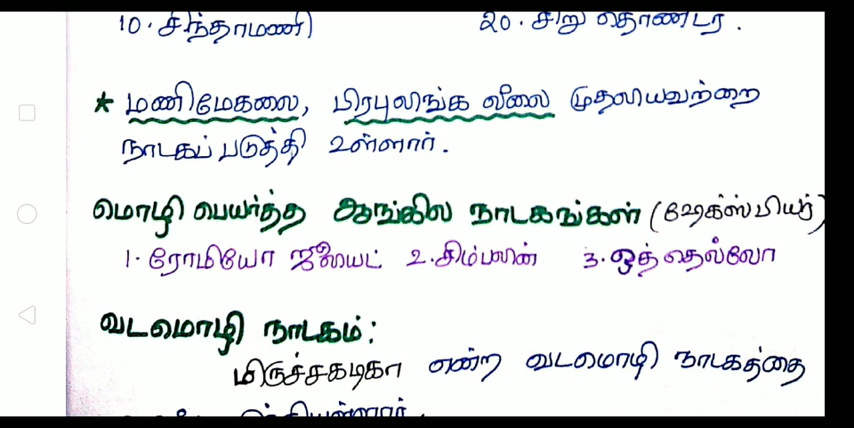 10. சிந்தாமணி 20. சிறு தொண்டர்.
* மணிமேகலை, பிரபுலிங்க லீலை முதலியவற்றை
நாடகப் படுத்தி உள்ளார்.
மொழி பெயர்த்த ஆங்கில நாடகங்கள் (ஷேக்ஸ்பியர்)
1. ரோமியோ ஜூலியட் 2. சிம்பலின் 3. ஒத்தெல்லோ
வடமொழி நாடகம்:
மிருச்சகடிகா என்ற வடமொழி நாடகத்தை